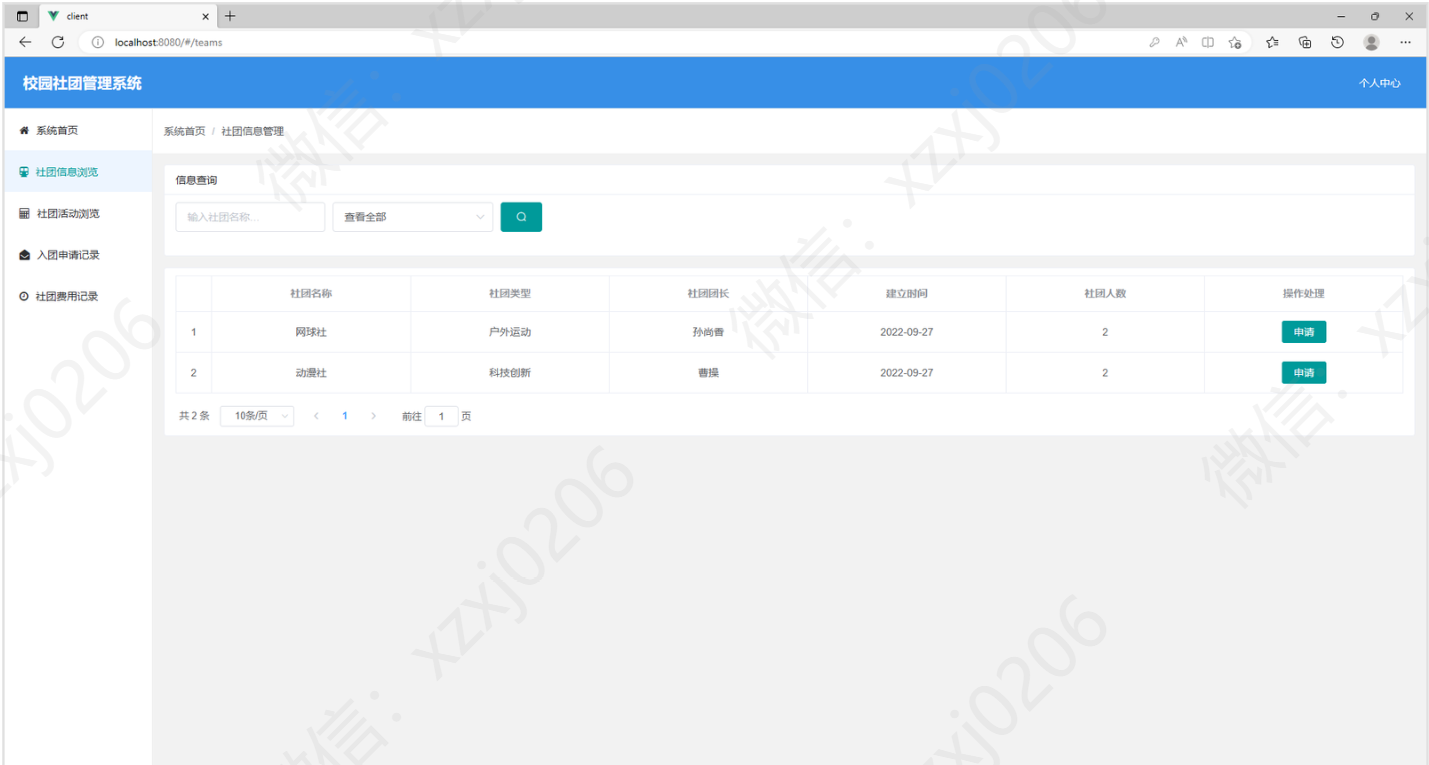 client
localhost:8080/#/teams
校园社团管理系统 个人中心
系统首页
系统首页 / 社团信息管理
社团信息浏览
社团活动浏览
入团申请记录
社团费用记录
信息查询
输入社团名称... 查看全部
社团名称 社团类型 社团团长 建立时间 社团人数 操作处理
1 网球社 户外运动 孙尚香 2022-09-27 2 申请
2 动漫社 科技创新 曹操 2022-09-27 2 申请
共 2 条 10条/页 < 1 > 前往 1 页
微信：xzxj0206